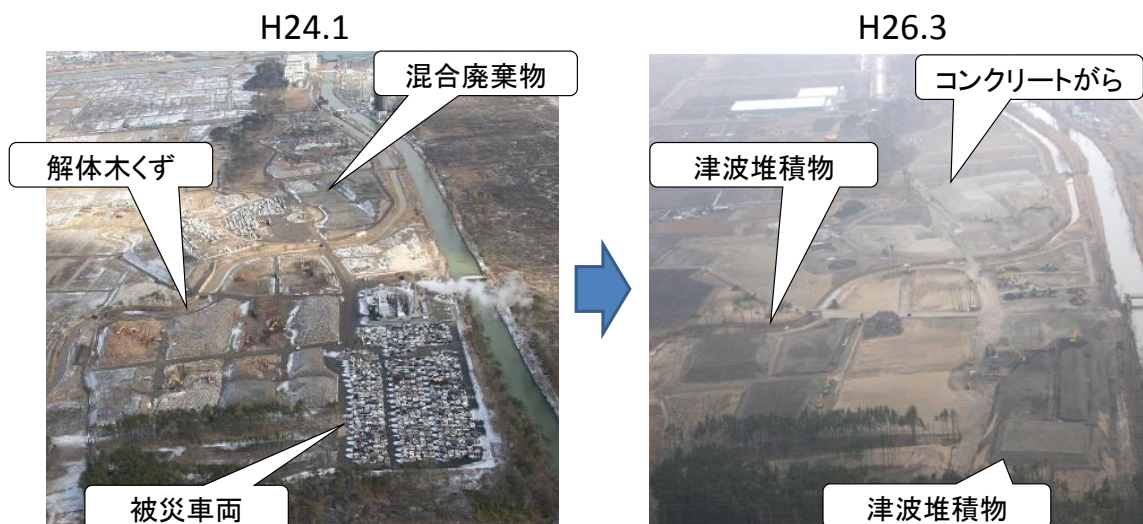 H24.1
混合廃棄物
解体木くず
被災車両
H26.3
コンクリートがら
津波堆積物
津波堆積物